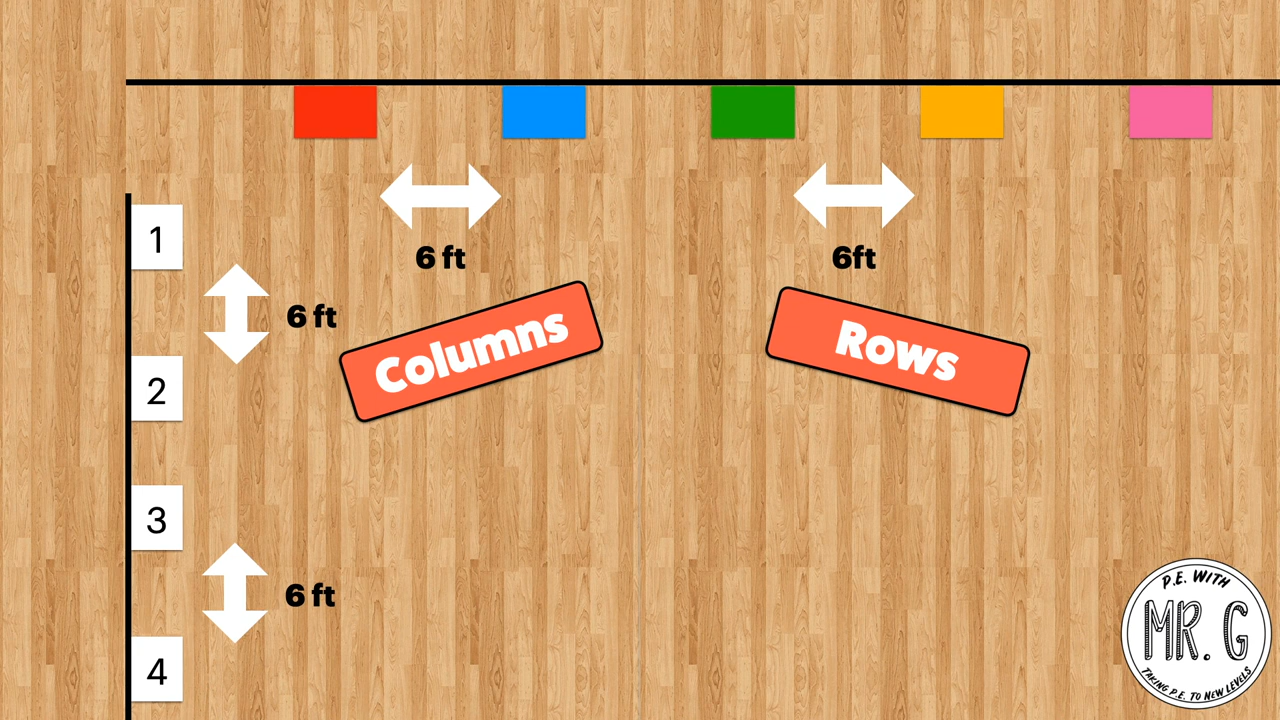 1
6 ft
6ft
6 ft
Columns
Rows
2
3
6 ft
4
P.E. WITH
MR. G
TAKING P.E. TO NEW LEVELS